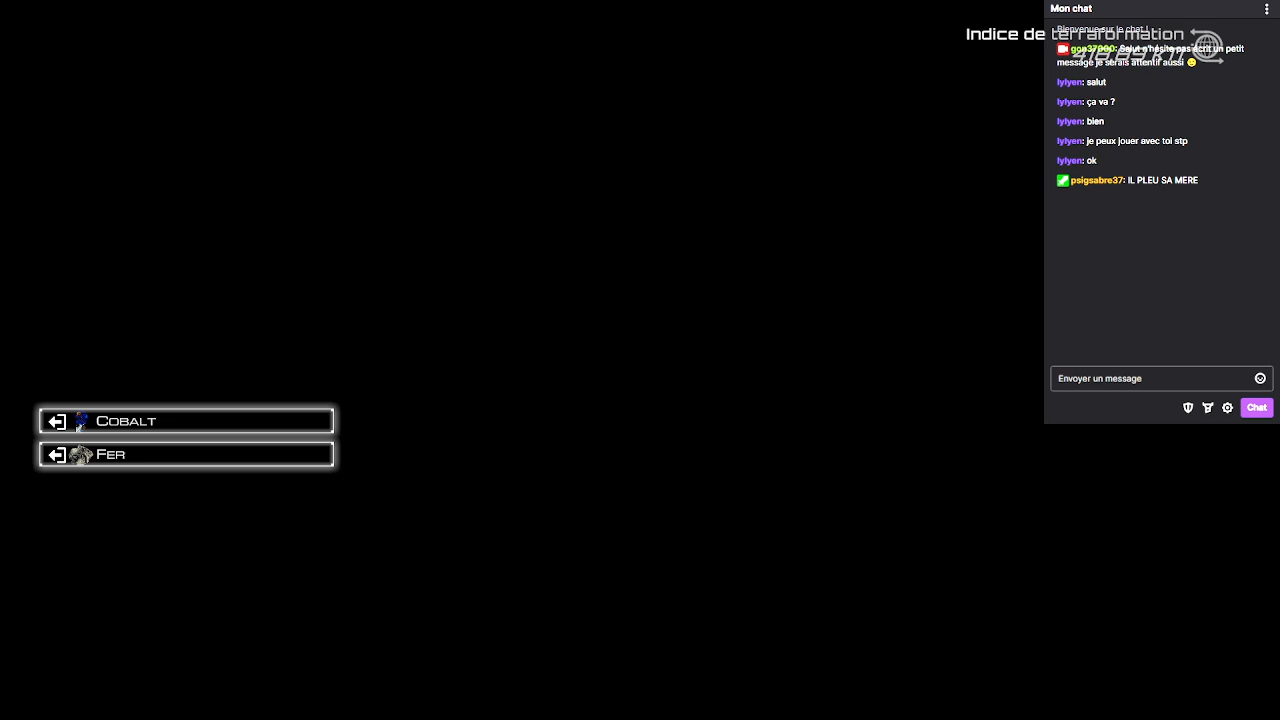 Mon chat
Bienvenue sur le chat !
Indice de terraformation
gop37000: Salut n'hésite pas écrit un petit
message je serais attentif aussi
lylyen: salut
lylyen: ça va ?
lylyen: bien
lylyen: je peux jouer avec toi stp
lylyen: ok
psigsabre37: IL PLEU SA MERE
Envoyer un message
Chat
Cobalt
Fer